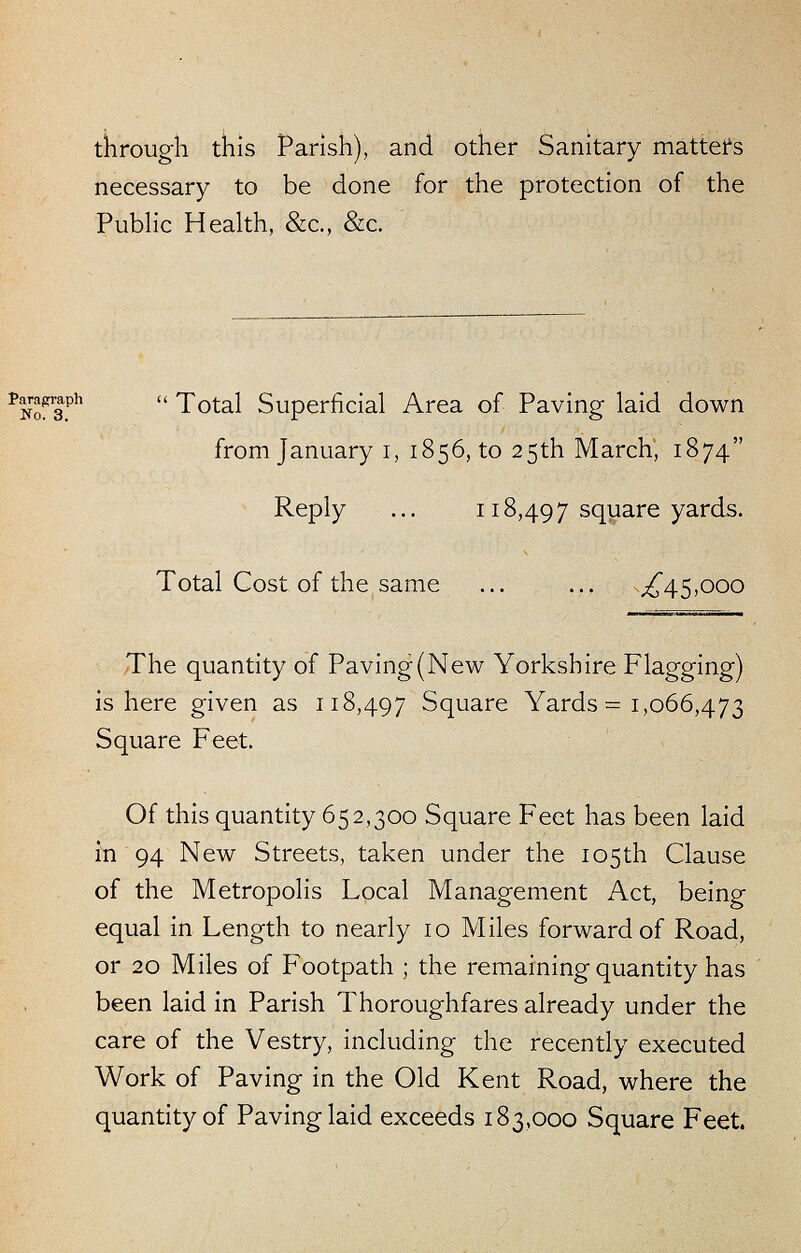 through this Parish), and other Sanitary matters
necessary to be done for the protection of the
Public Health, &c., &c.
Paragraph
No. 3.
“ Total Superficial Area of Paving laid down
from January 1, 1856, to 25th March, 1874”
Reply ... 118,497 square yards.
Total Cost of the same ... ... £45,000
The quantity of Paving (New Yorkshire Flagging)
is here given as 118,497 Square Yards = 1,066,473
Square Feet.
Of this quantity 652,300 Square Feet has been laid
in 94 New Streets, taken under the 105th Clause
of the Metropolis Local Management Act, being
equal in Length to nearly 10 Miles forward of Road,
or 20 Miles of Footpath ; the remaining quantity has
been laid in Parish Thoroughfares already under the
care of the Vestry, including the recently executed
Work of Paving in the Old Kent Road, where the
quantity of Paving laid exceeds 183,000 Square Feet.